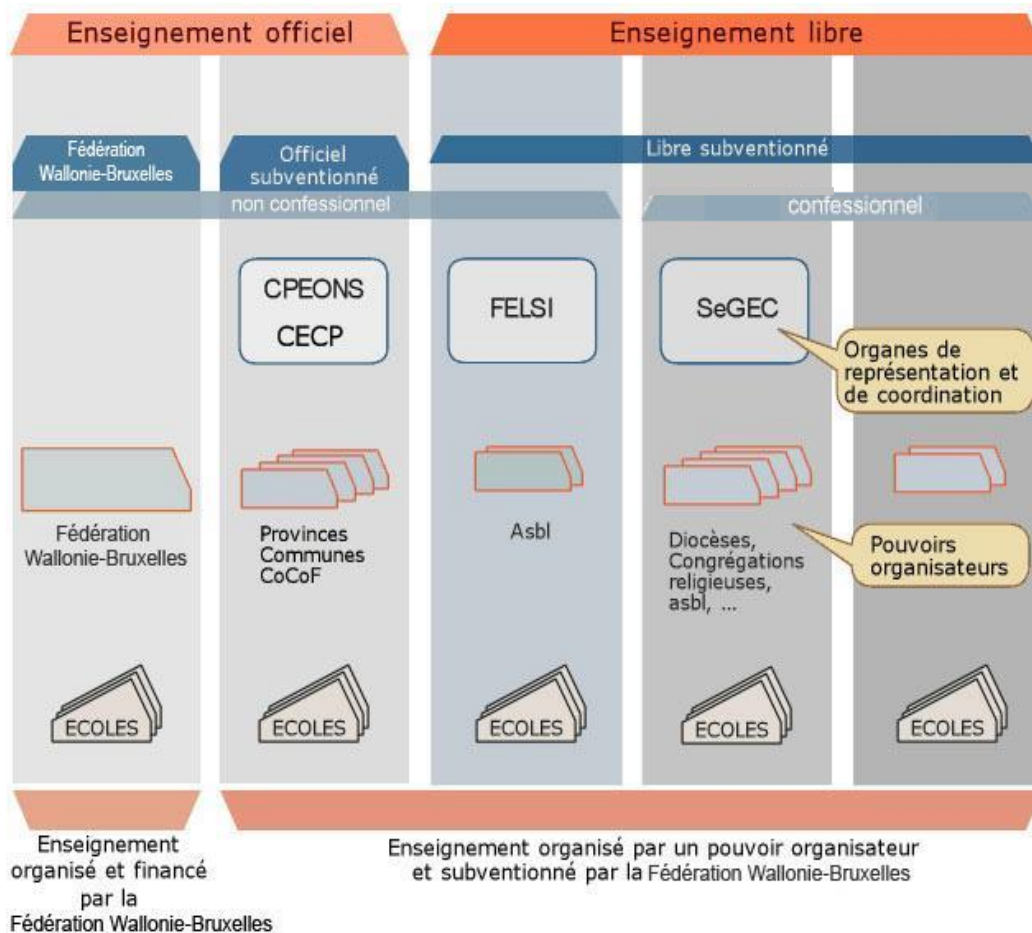 Enseignement officiel
Enseignement libre
Fédération
Wallonie-Bruxelles
Officiel
subventionné
Libre subventionné
non confessionnel
confessionnel
CPEONS
CECP
FELSI
SeGEC
Organes de
représentation et
de coordination
Fédération
Wallonie-Bruxelles
Provinces
Communes
CoCoF
Asbl
Diocèses,
Congrégations
religieuses,
asbl, ...
Pouvoirs
organisateurs
ECOLES
ECOLES
ECOLES
ECOLES
ECOLES
Enseignement
organisé et financé
par la
Fédération Wallonie-Bruxelles
Enseignement organisé par un pouvoir organisateur
et subventionné par la Fédération Wallonie-Bruxelles